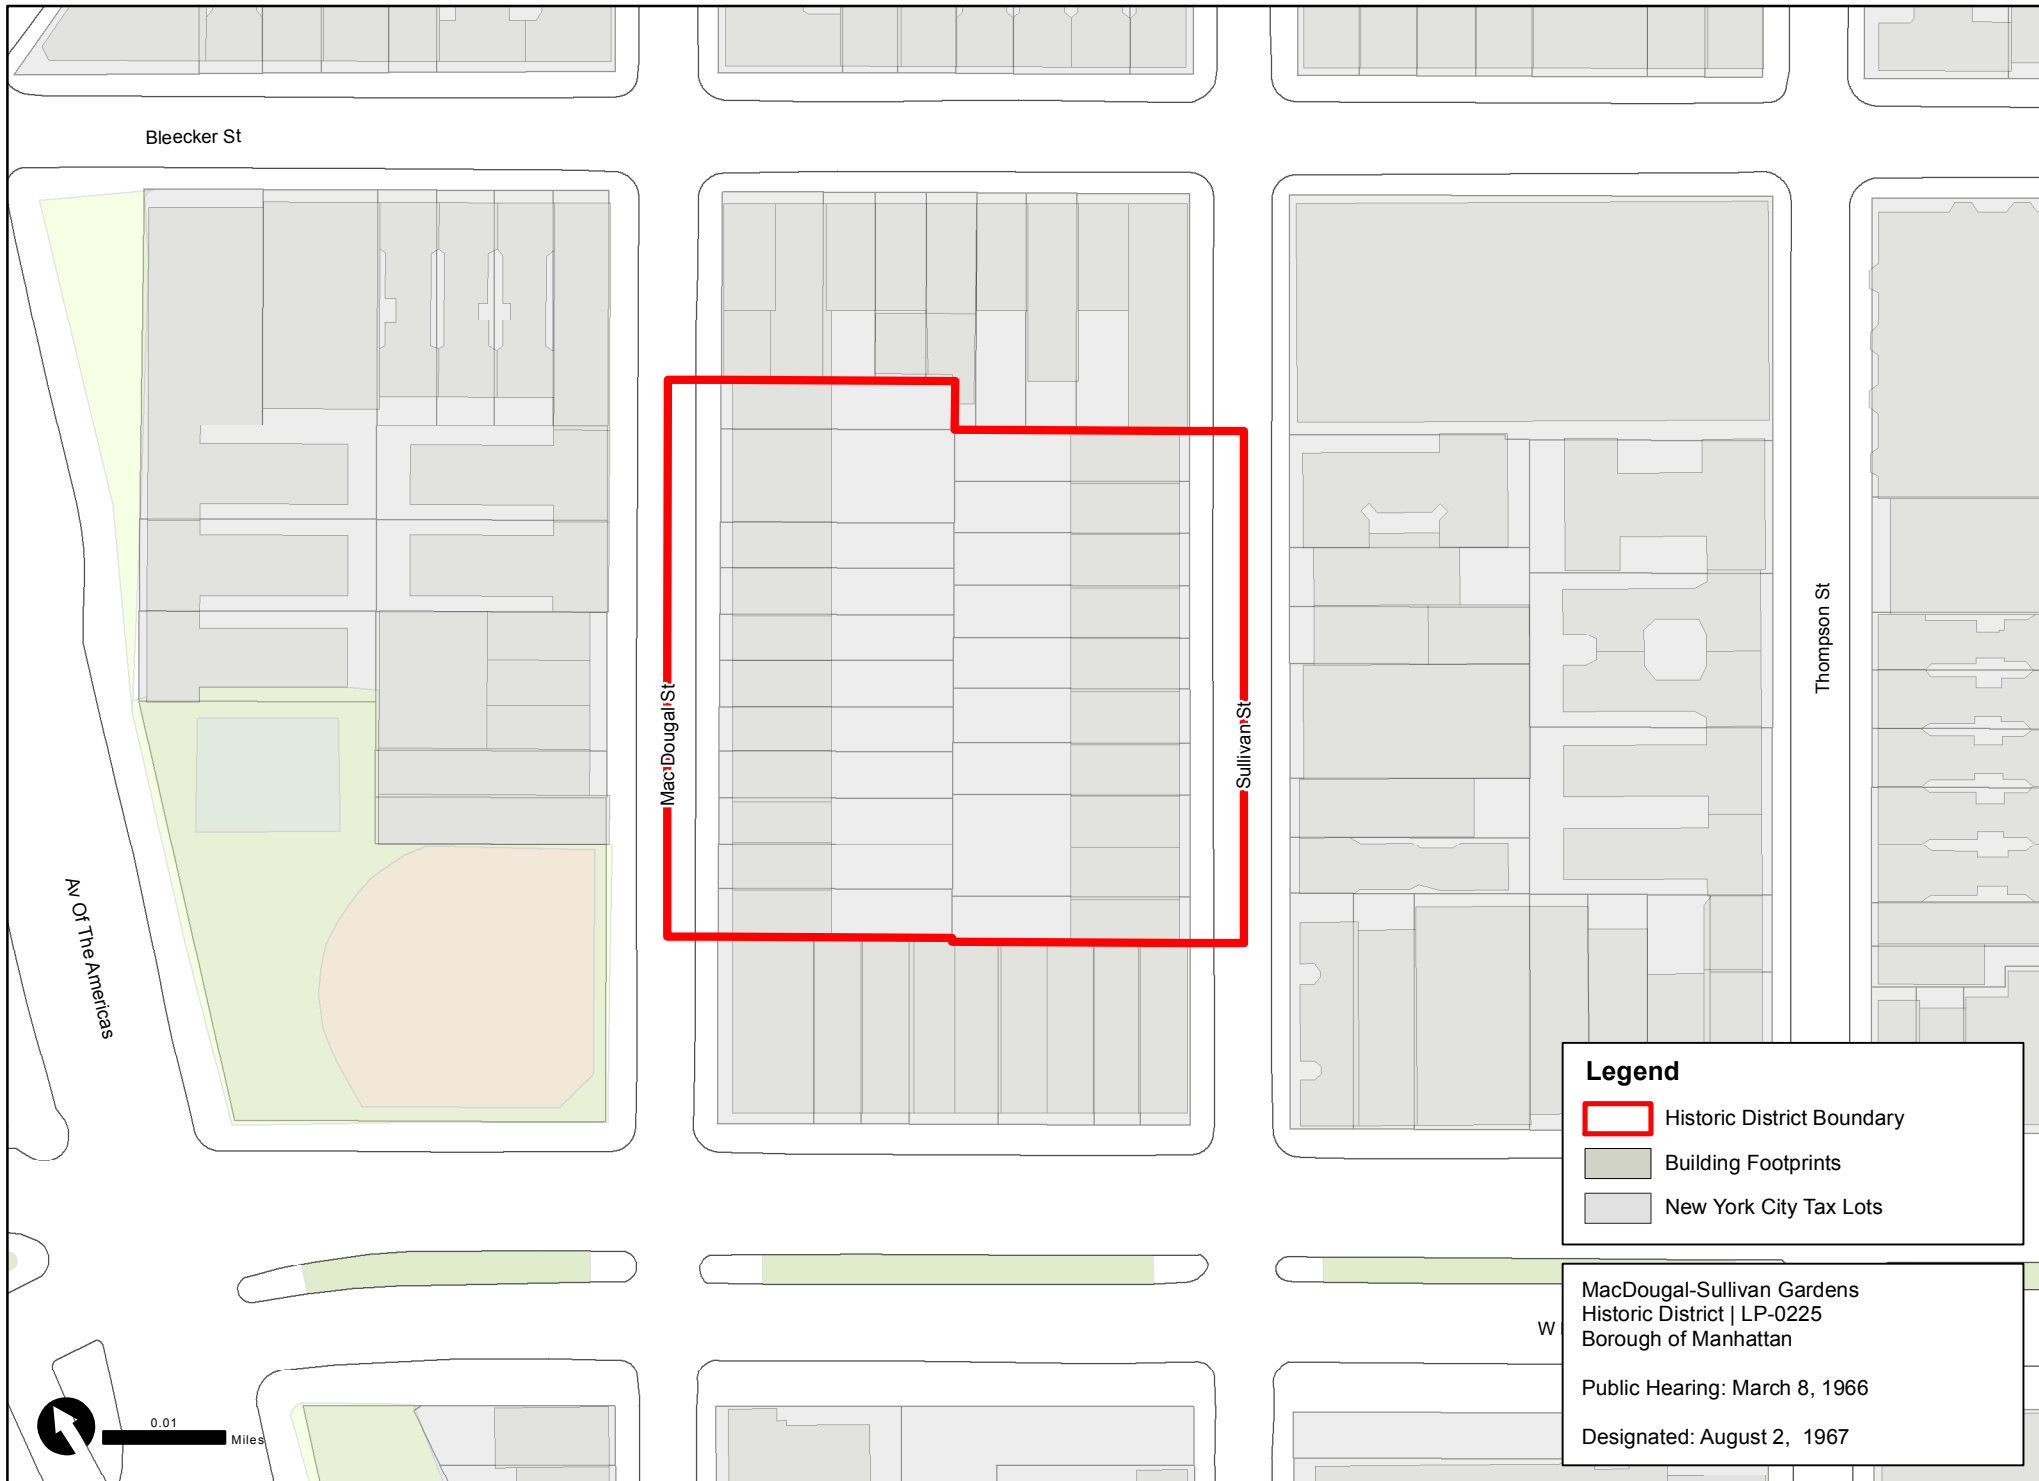 Bleecker St
MacDougal St
Sullivan St
Thompson St
Av Of The Americas
Legend
Historic District Boundary
Building Footprints
New York City Tax Lots
W
MacDougal-Sullivan Gardens
Historic District | LP-0225
Borough of Manhattan
Public Hearing: March 8, 1966
Designated: August 2, 1967
0.01
Miles